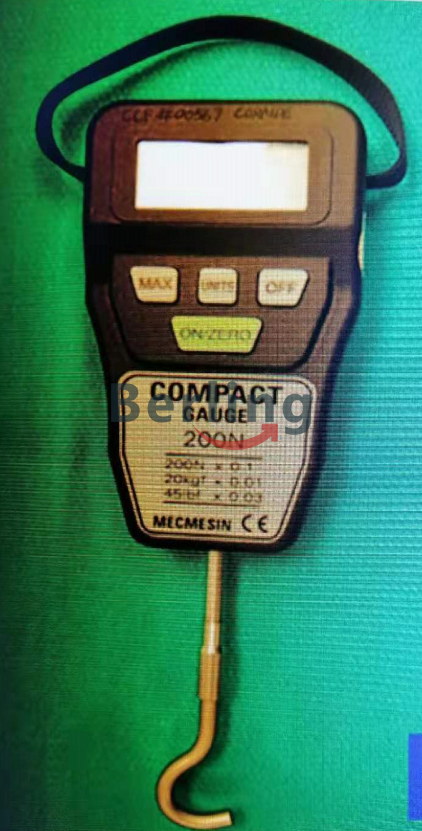 MAX UNITS OFF
ON/ZERO
COMPACT
Berling
GAUGE
200N
200N x 0.1
20kgf x 0.01
45lbf x 0.03
MECMESIN CE